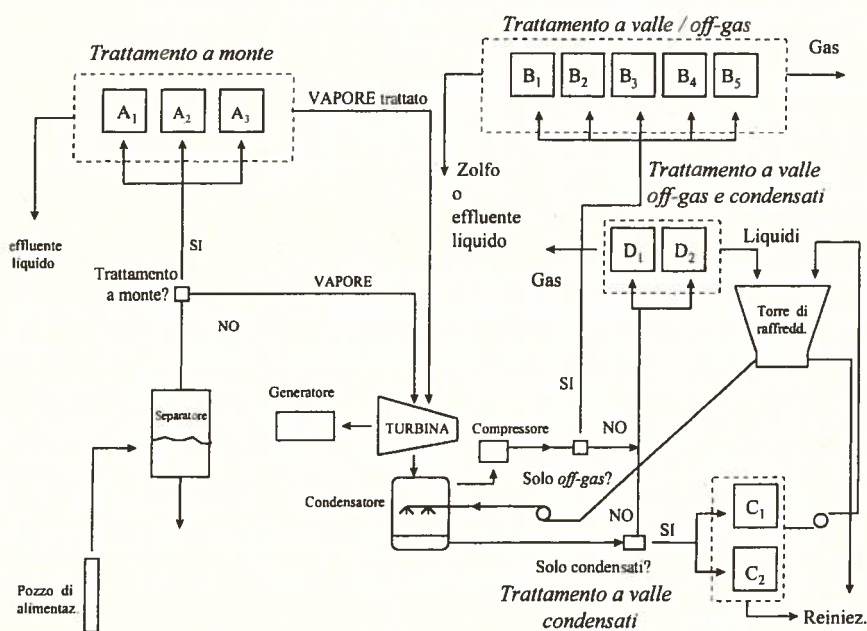 Trattamento a monte
A1
A2
A3
VAPORE trattato
effluente
liquido
SI
Trattamento
a monte?
VAPORE
NO
Separatore
Pozzo di
alimentaz.
Generatore
TURBINA
Condensatore
Compressore
Solo off-gas?
SI
NO
NO
SI
Solo condensati?
Trattamento a valle / off-gas
B1
B2
B3
B4
B5
Gas
Zolfo
o
effluente
liquido
Trattamento a valle
off-gas e condensati
D1
D2
Gas
Liquidi
Torre di
raffredd.
C1
C2
Trattamento a valle
condensati
Reiniez.